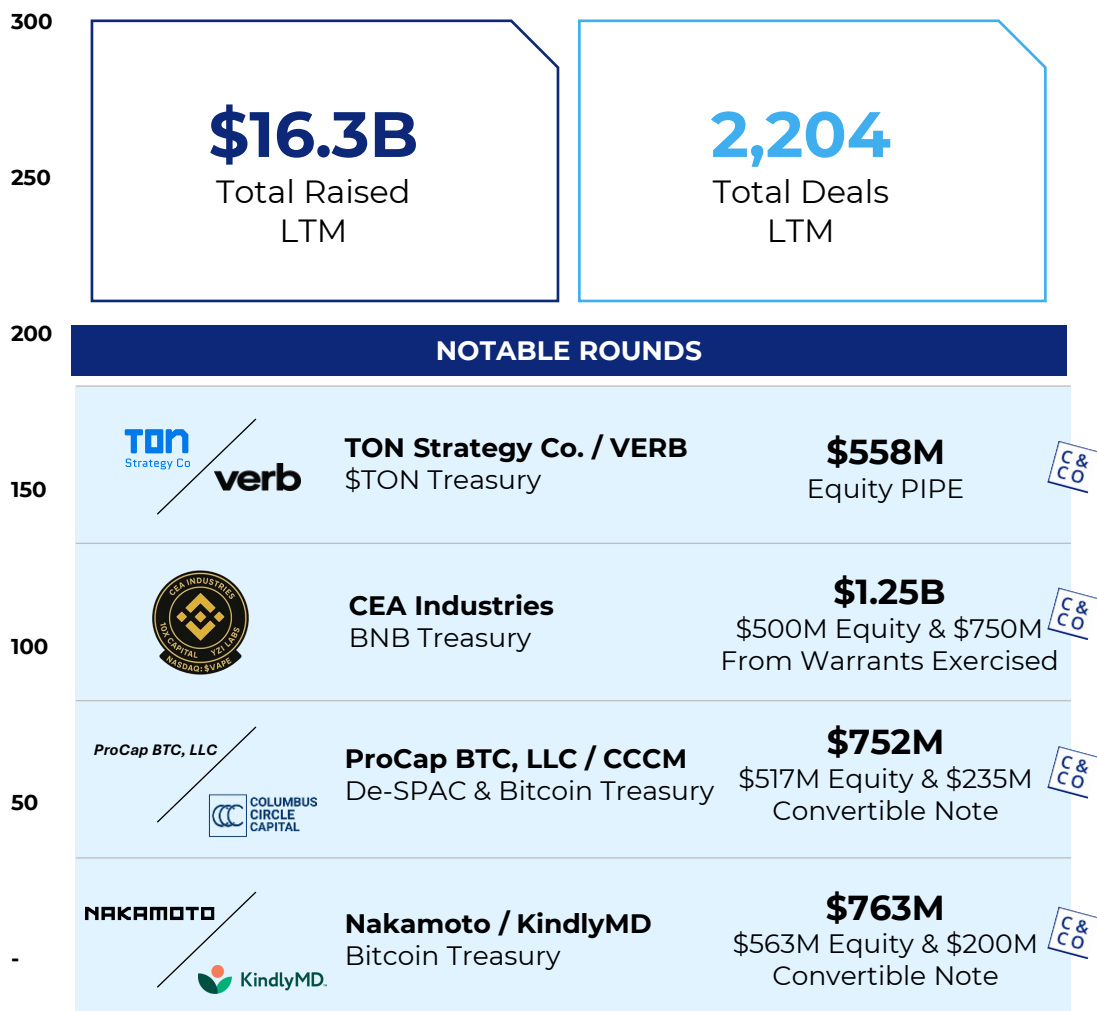 300
250
200
150
100
50
-
$16.3B
Total Raised
LTM
2,204
Total Deals
LTM
NOTABLE ROUNDS
TON
Strategy Co
verb
TON Strategy Co. / VERB
$TON Treasury
$558M
Equity PIPE
C &
CO
CEA INDUSTRIES
10X CAPITAL YZI LABS
NASDAQ: $VAPE
CEA Industries
BNB Treasury
$1.25B
$500M Equity & $750M
From Warrants Exercised
C &
CO
ProCap BTC, LLC
COLUMBUS
CIRCLE
CAPITAL
ProCap BTC, LLC / CCCM
De-SPAC & Bitcoin Treasury
$752M
$517M Equity & $235M
Convertible Note
C &
CO
NAKAMOTO
KindlyMD.
Nakamoto / KindlyMD
Bitcoin Treasury
$763M
$563M Equity & $200M
Convertible Note
C &
CO